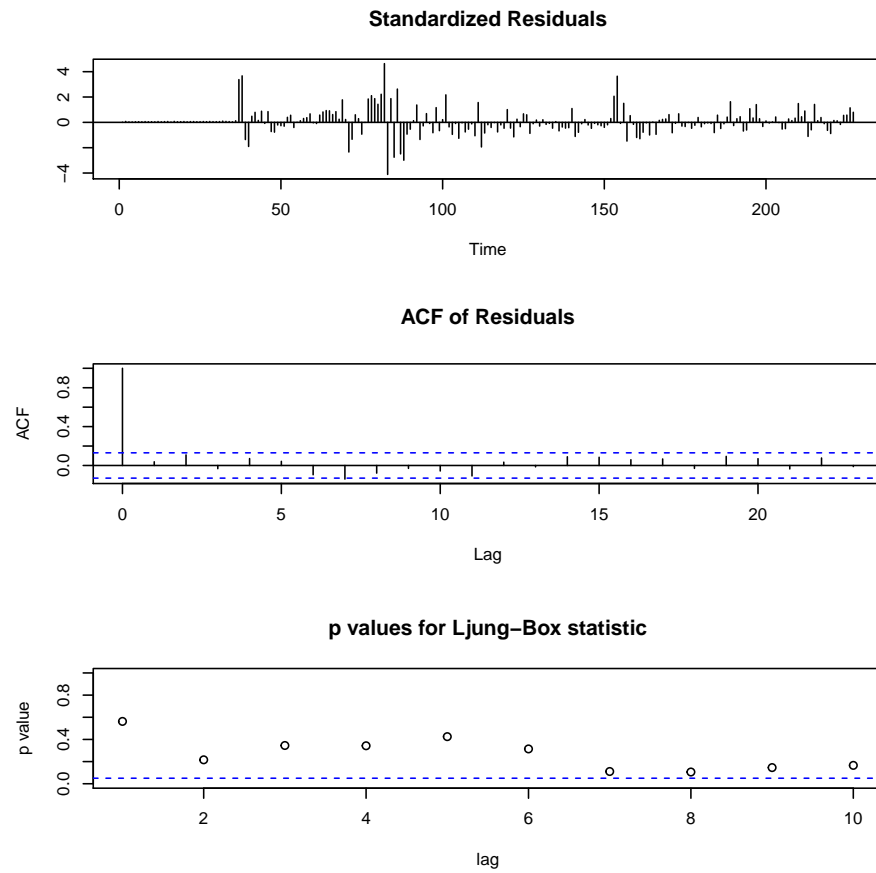 Standardized Residuals
4
2
0
−4
0 50 100 150 200
Time
ACF of Residuals
ACF
0.8
0.4
0.0
0 5 10 15 20
Lag
p values for Ljung−Box statistic
p value
0.8
0.4
0.0
2 4 6 8 10
lag